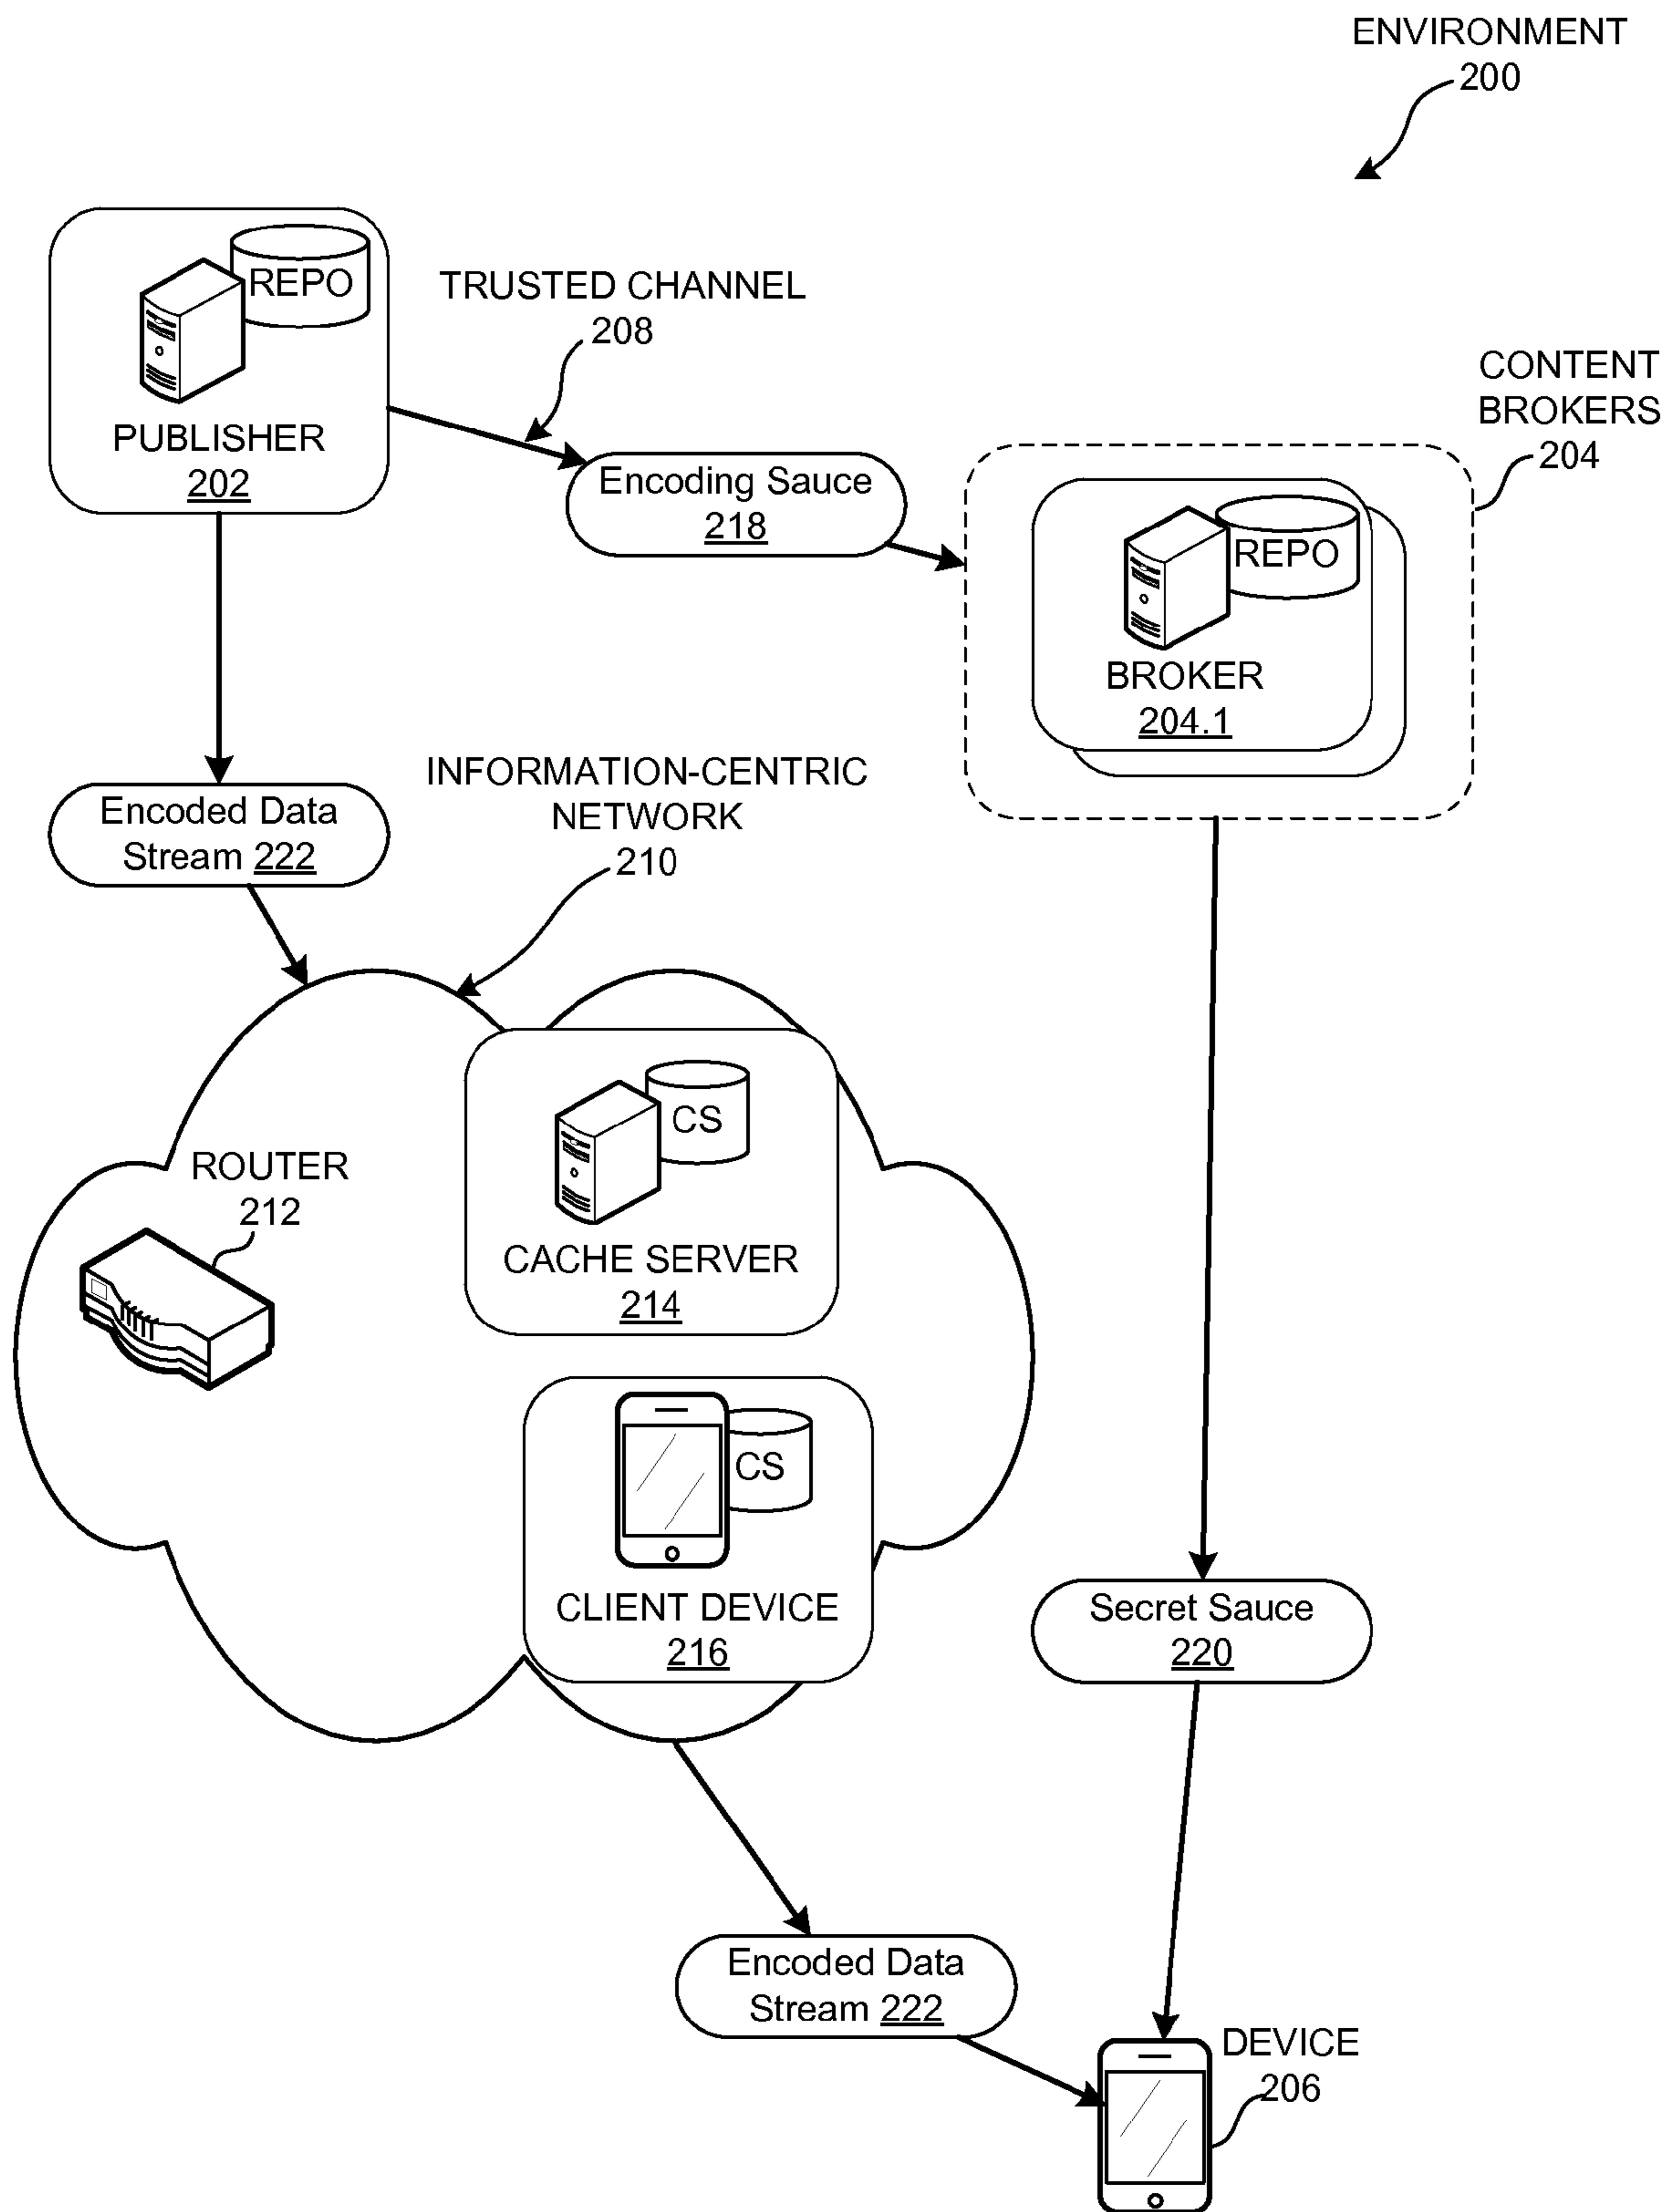 ENVIRONMENT
200
REPO
PUBLISHER
202
TRUSTED CHANNEL
208
Encoding Sauce
218
CONTENT
BROKERS
204
REPO
BROKER
204.1
Encoded Data
Stream 222
INFORMATION-CENTRIC
NETWORK
210
CS
CACHE SERVER
214
ROUTER
212
CS
CLIENT DEVICE
216
Secret Sauce
220
Encoded Data
Stream 222
DEVICE
206